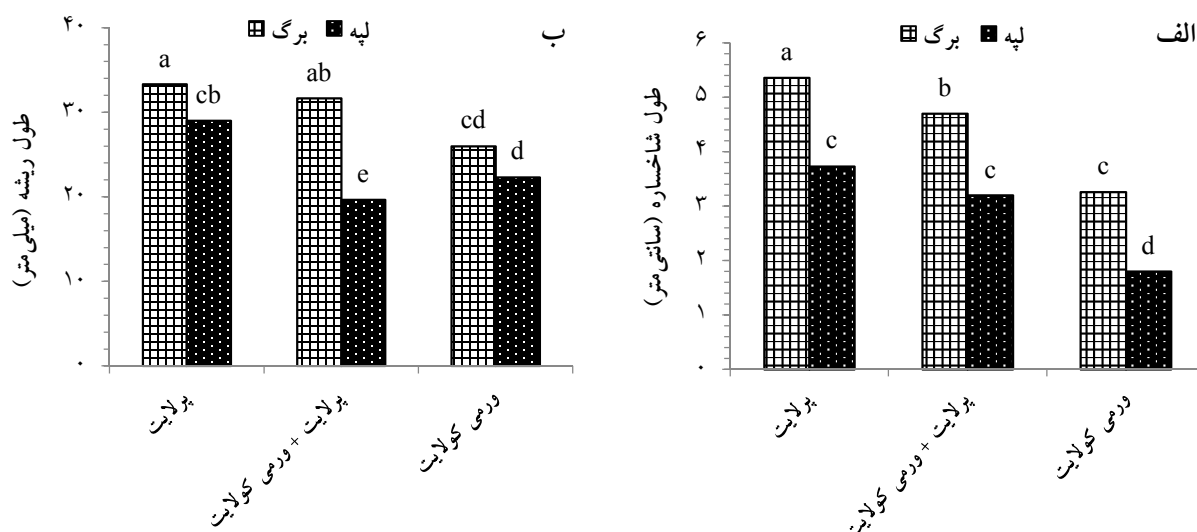 الف
برگ لپه
طول شاخساره (سانتی‌متر)
۶
۵
۴
۳
۲
۱
۰
a
c
b
c
c
d
پرلایت
پرلایت + ورمی کولایت
ورمی کولایت
ب
برگ لپه
طول ریشه (میلی‌متر)
۴۰
۳۰
۲۰
۱۰
۰
a
cb
ab
e
cd
d
پرلایت
پرلایت + ورمی کولایت
ورمی کولایت